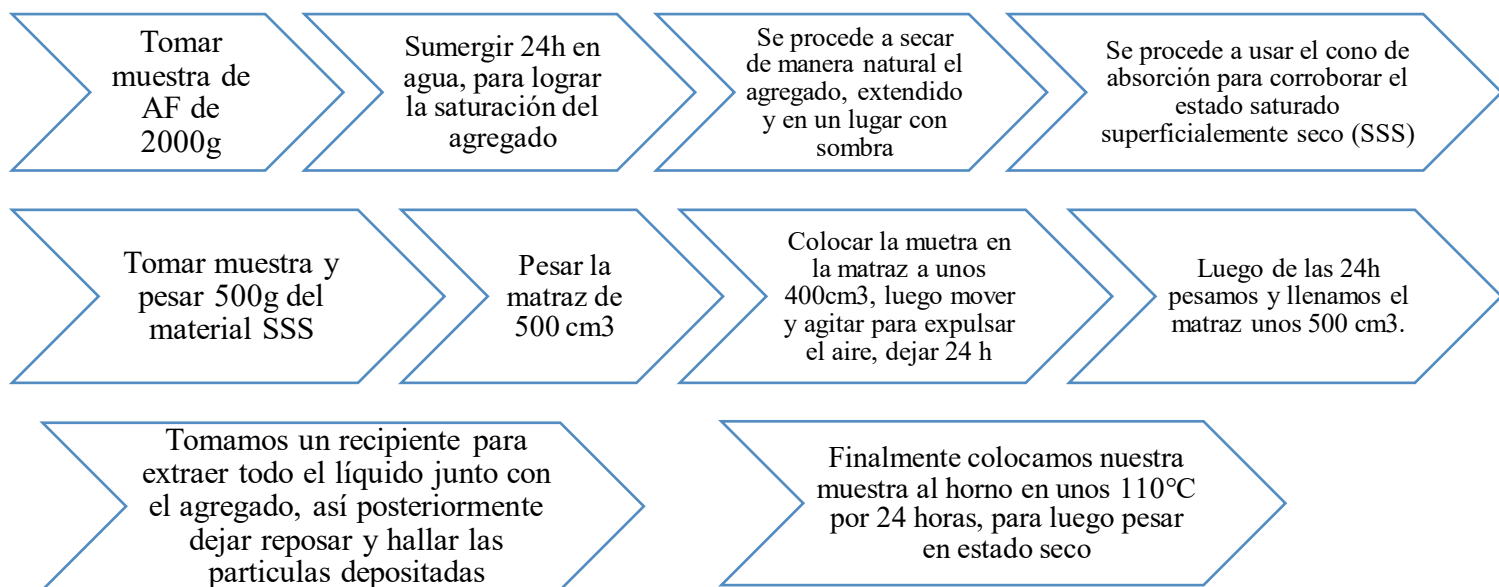 Tomar
muestra de
AF de
2000g
Sumergir 24h en
agua, para lograr
la saturación del
agregado
Se procede a secar
de manera natural el
agregado, extendido
y en un lugar con
sombra
Se procede a usar el cono de
absorción para corroborar el
estado saturado
superficialemente seco (SSS)
Tomar muestra y
pesar 500g del
material SSS
Pesar la
matraz de
500 cm3
Colocar la muetra en
la matraz a unos
400cm3, luego mover
y agitar para expulsar
el aire, dejar 24 h
Luego de las 24h
pesamos y llenamos el
matraz unos 500 cm3.
Tomamos un recipiente para
extraer todo el líquido junto con
el agregado, así posteriormente
dejar reposar y hallar las
particulas depositadas
Finalmente colocamos nuestra
muestra al horno en unos 110°C
por 24 horas, para luego pesar
en estado seco